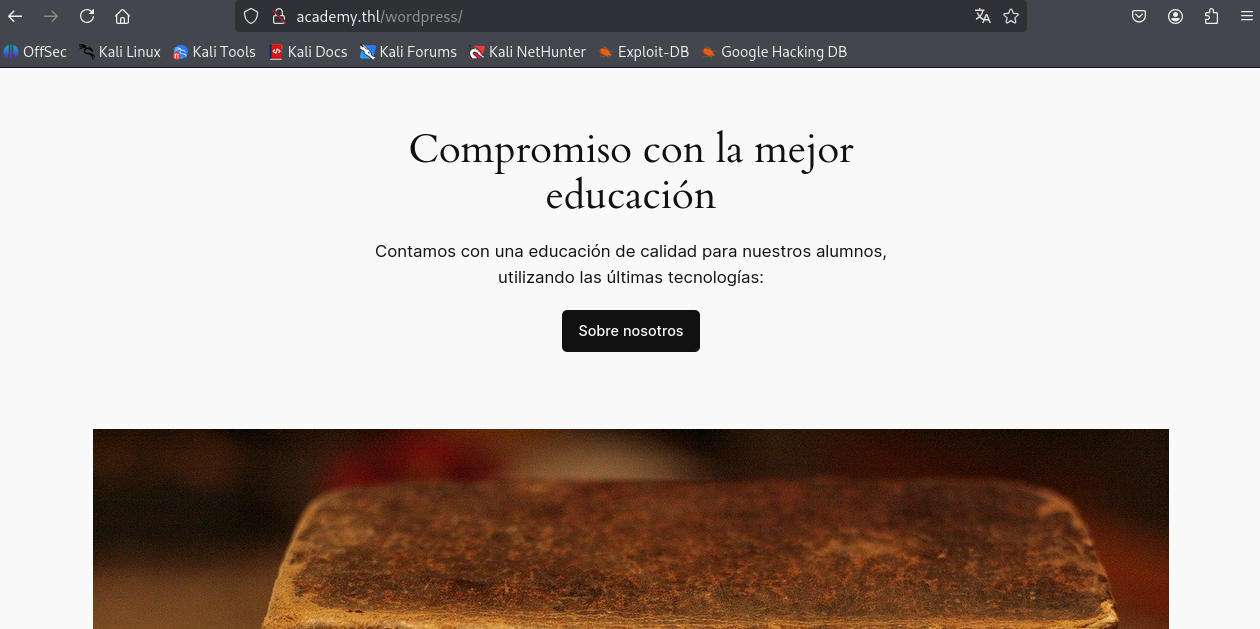 academy.thl/wordpress/
OffSec Kali Linux Kali Tools Kali Docs Kali Forums Kali NetHunter Exploit-DB Google Hacking DB
Compromiso con la mejor
educación
Contamos con una educación de calidad para nuestros alumnos,
utilizando las últimas tecnologías:
Sobre nosotros